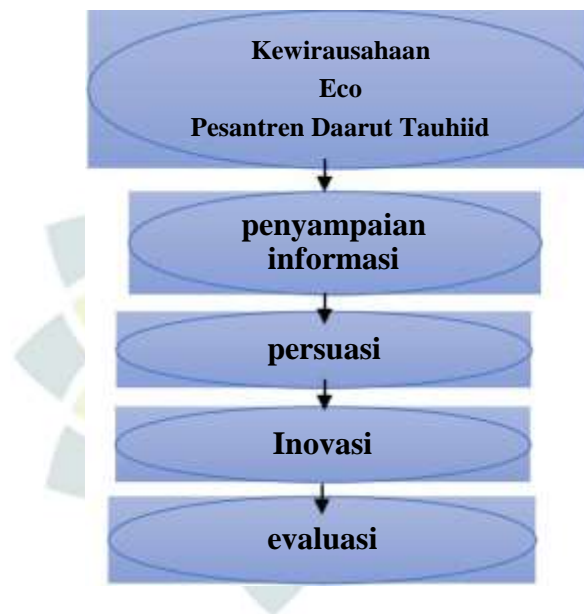 Kewirausahaan
Eco
Pesantren Daarut Tauhiid
penyampaian
informasi
persuasi
Inovasi
evaluasi